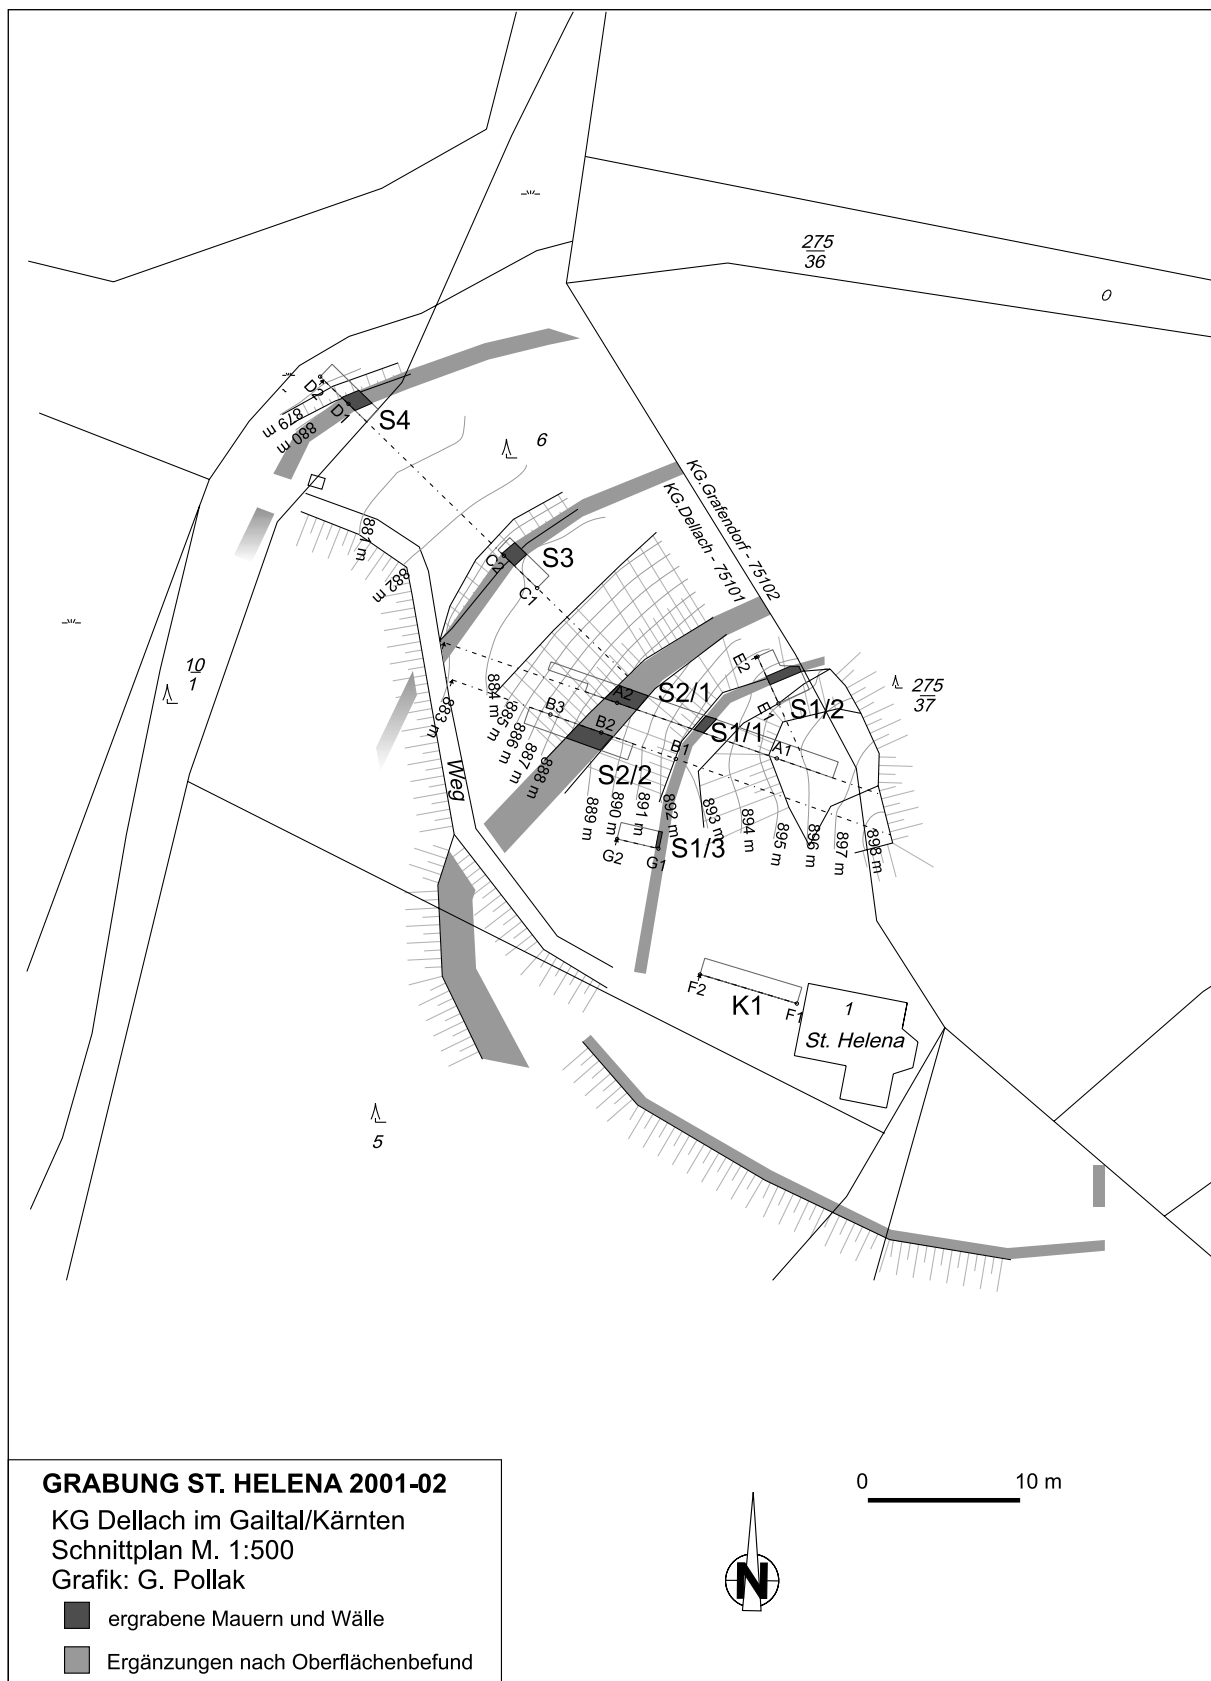 275
36
0
D2
D1
S4
879 m
880 m
6
881 m
882 m
C2
S3
C1
KG.Grafendorf - 75102
KG.Dellach - 75101
10
1
E2
E1
275
37
A2
S2/1
S1/2
B3
B2
S1/1
B1
A1
883 m
884 m
885 m
886 m
887 m
888 m
S2/2
Weg
889 m
890 m
891 m
892 m
893 m
894 m
895 m
896 m
897 m
898 m
G2
G1
S1/3
F2
K1
F1
1
St. Helena
5
GRABUNG ST. HELENA 2001-02
KG Dellach im Gailtal/Kärnten
Schnittplan M. 1:500
Grafik: G. Pollak
ergrabene Mauern und Wälle
Ergänzungen nach Oberflächenbefund
0 10 m
N